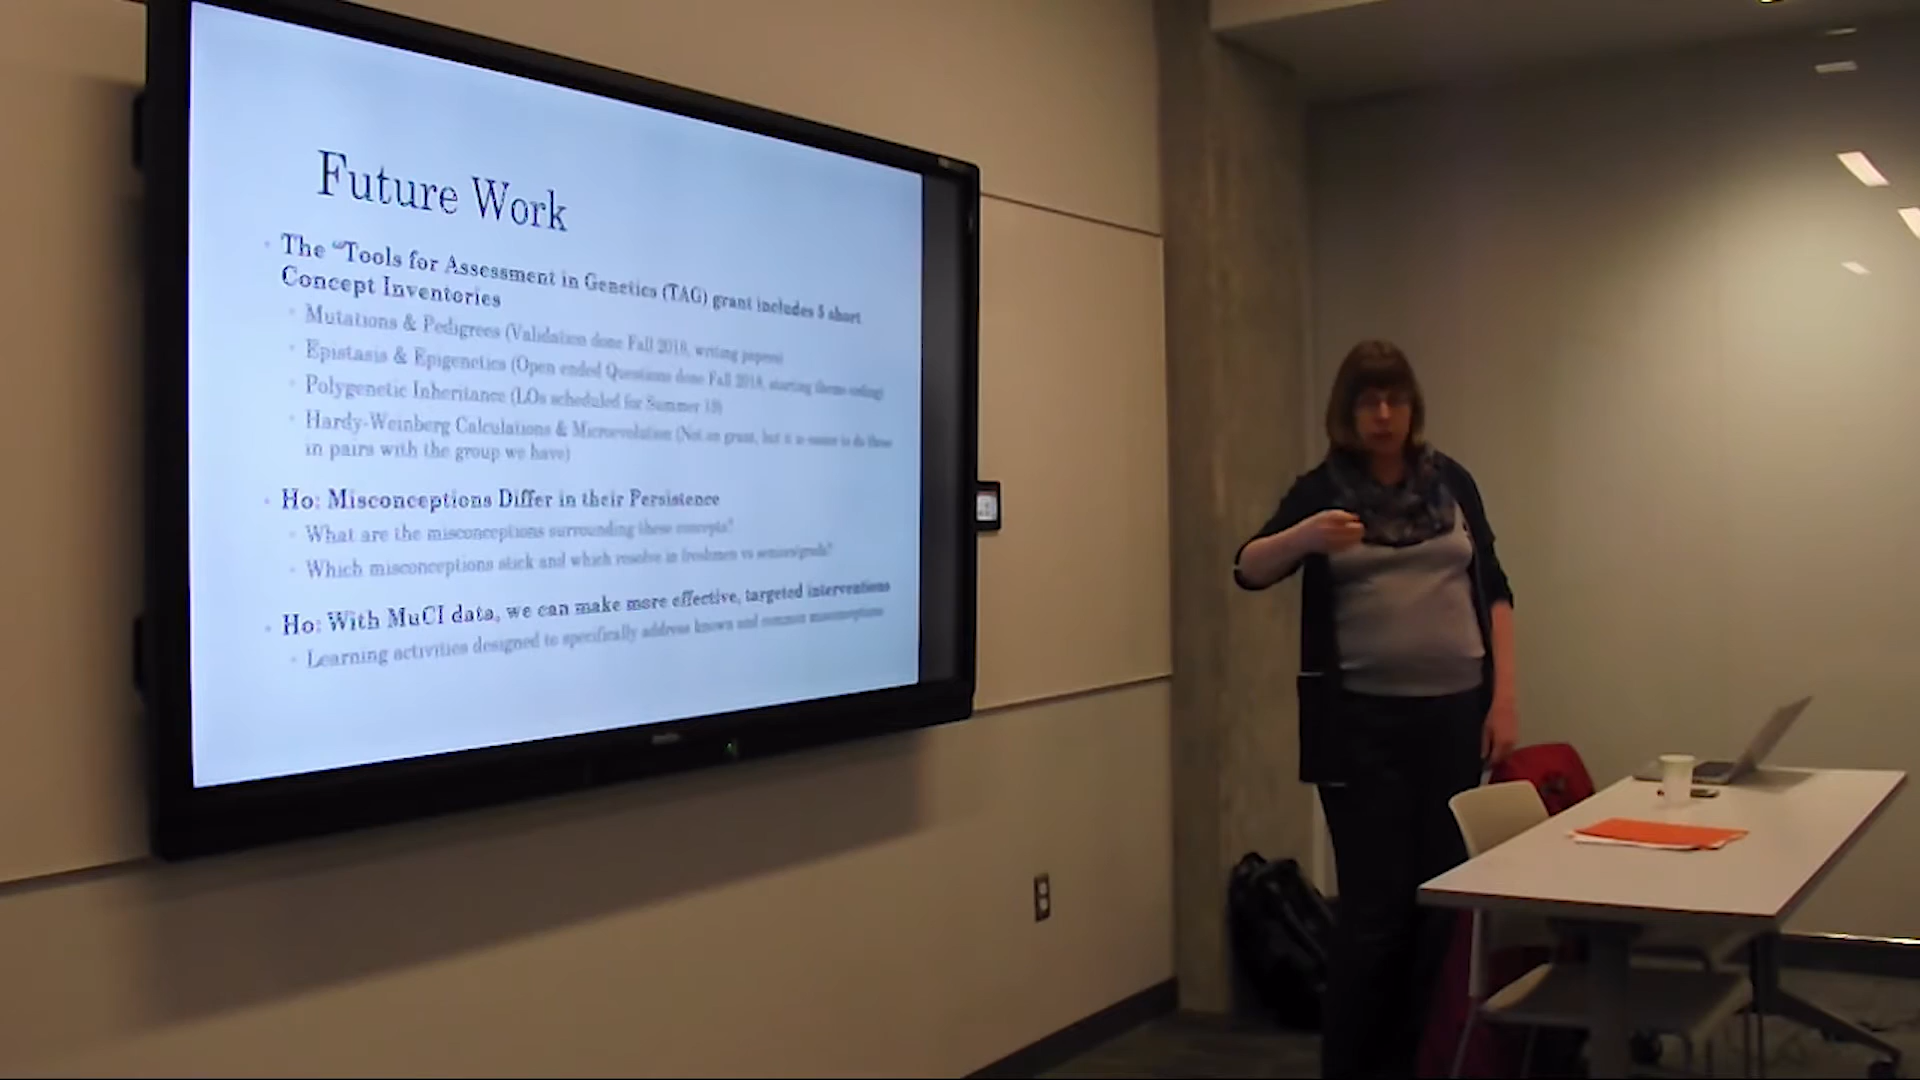 Future Work
The “Tools for Assessment in Genetics (TAG) grant includes 5 short
Concept Inventories
Mutations & Pedigrees (Validation done Fall 2018, writing papers)
Epistasis & Epigenetics (Open ended Questions done Fall 2018, starting theme coding)
Polygenetic Inheritance (LOs scheduled for Summer 19)
Hardy-Weinberg Calculations & Microevolution (Not on grant, but it is easier to do these
in pairs with the group we have)
Ho: Misconceptions Differ in their Persistence
What are the misconceptions surrounding these concepts?
Which misconceptions stick and which resolve in freshmen vs seniors/grads?
Ho: With MuCI data, we can make more effective, targeted interventions
Learning activities designed to specifically address known and common misconceptions